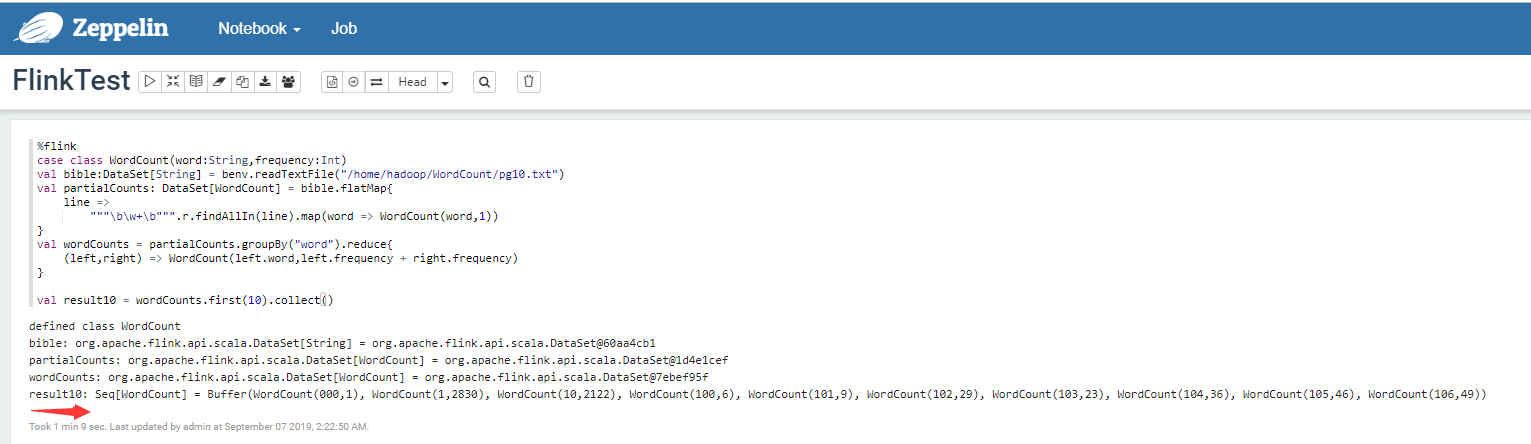 Zeppelin Notebook Job
FlinkTest Head
%flink
case class WordCount(word:String,frequency:Int)
val bible:DataSet[String] = benv.readTextFile("/home/hadoop/WordCount/pg10.txt")
val partialCounts: DataSet[WordCount] = bible.flatMap{
    line =>
        """\b\w+\b""".r.findAllIn(line).map(word => WordCount(word,1))
}
val wordCounts = partialCounts.groupBy("word").reduce{
    (left,right) => WordCount(left.word,left.frequency + right.frequency)
}
val result10 = wordCounts.first(10).collect()
defined class WordCount
bible: org.apache.flink.api.scala.DataSet[String] = org.apache.flink.api.scala.DataSet@60aa4cb1
partialCounts: org.apache.flink.api.scala.DataSet[WordCount] = org.apache.flink.api.scala.DataSet@1d4e1cef
wordCounts: org.apache.flink.api.scala.DataSet[WordCount] = org.apache.flink.api.scala.DataSet@7ebef95f
result10: Seq[WordCount] = Buffer(WordCount(000,1), WordCount(1,2830), WordCount(10,2122), WordCount(100,6), WordCount(101,9), WordCount(102,29), WordCount(103,23), WordCount(104,36), WordCount(105,46), WordCount(106,49))
Took 1 min 9 sec. Last updated by admin at September 07 2019, 2:22:50 AM.